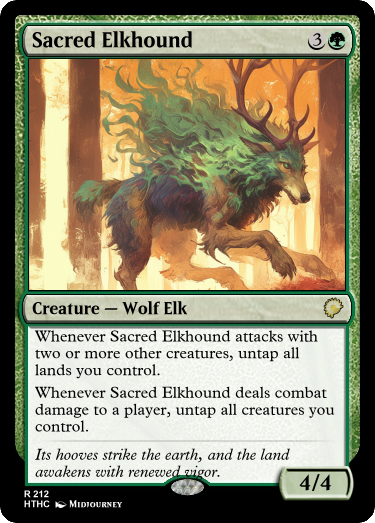 Sacred Elkhound 3
Creature — Wolf Elk
Whenever Sacred Elkhound attacks with
two or more other creatures, untap all
lands you control.
Whenever Sacred Elkhound deals combat
damage to a player, untap all creatures you
control.
Its hooves strike the earth, and the land
awakens with renewed vigor.
4/4
R 212
HTHC Midjourney